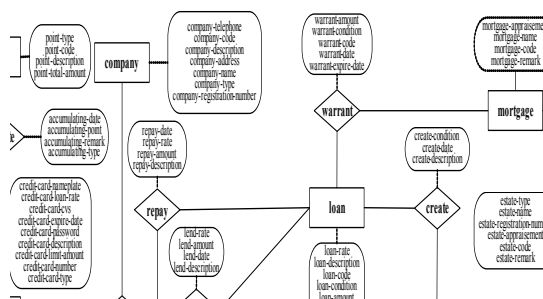 point-type
point-code
point-description
point-total-amount
company
company-telephone
company-code
company-description
company-address
company-name
company-type
company-registration-number
warrant-amount
warrant-condition
warrant-code
warrant-date
warrant-expire-date
mortgage-appraiseme
mortgage-name
mortgage-code
mortgage-remark
warrant
mortgage
accumulating-date
accumulating-point
accumulating-remark
accumulating-type
repay-date
repay-rate
repay-amount
repay-description
create-condition
create-date
create-description
credit-card-nameplate
credit-card-loan-rate
credit-card-cvs
credit-card-expire-date
credit-card-password
credit-card-description
credit-card-limit-amount
credit-card-number
credit-card-type
repay
loan
create
estate-type
estate-name
estate-registration-num
estate-appraisement
estate-code
estate-remark
lend-rate
lend-amount
lend-date
lend-description
loan-rate
loan-description
loan-code
loan-condition
loan-amount